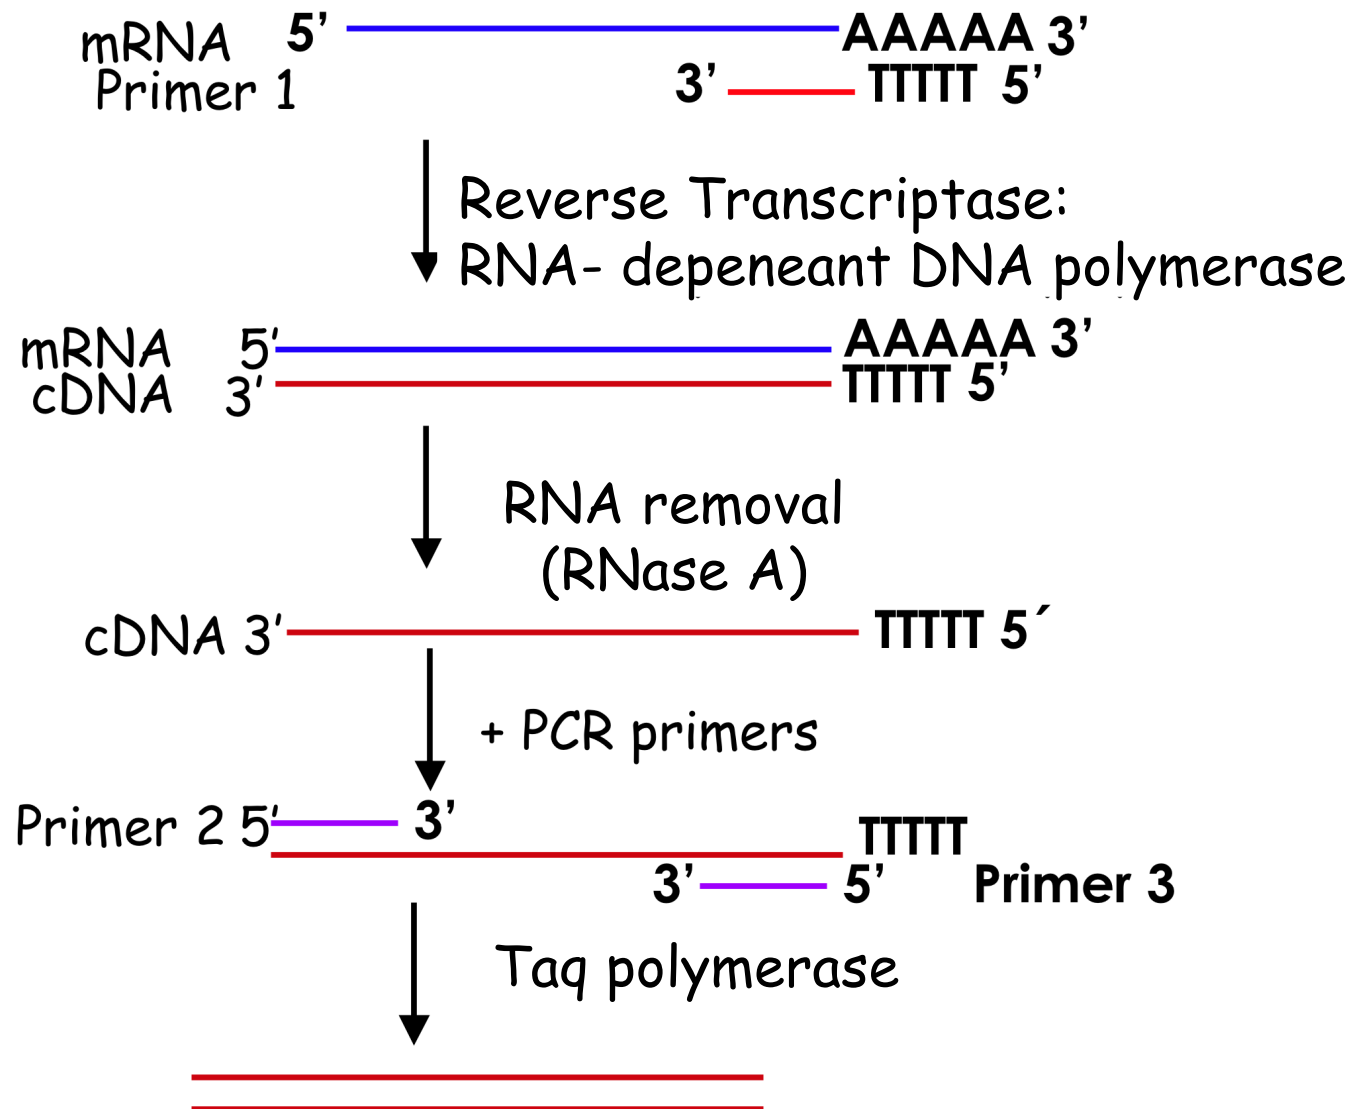 mRNA 5’ AAAAA 3’
Primer 1 3’ TTTTT 5’
Reverse Transcriptase:
RNA- depeneant DNA polymerase
mRNA 5' AAAAA 3’
cDNA 3' TTTTT 5’
RNA removal
(RNase A)
cDNA 3' TTTTT 5´
+ PCR primers
Primer 2 5' 3’ TTTTT
3’ 5’ Primer 3
Taq polymerase